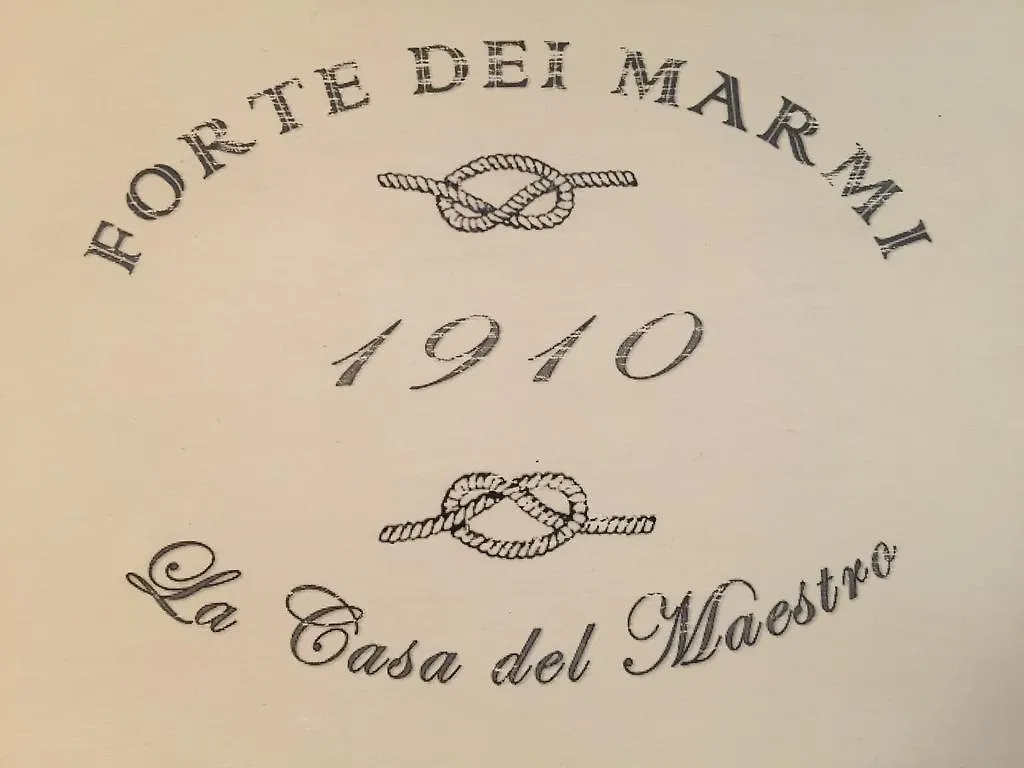 FORTE DEI MARMI
1910
La Casa del Maestro